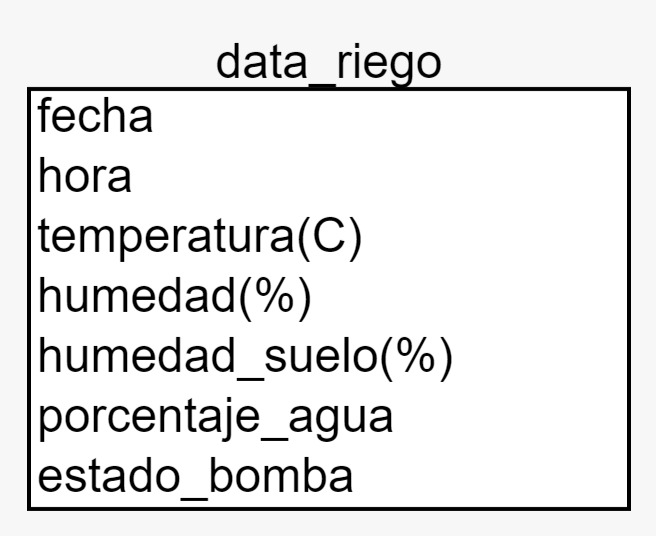 data_riego
fecha
hora
temperatura(C)
humedad(%)
humedad_suelo(%)
porcentaje_agua
estado_bomba